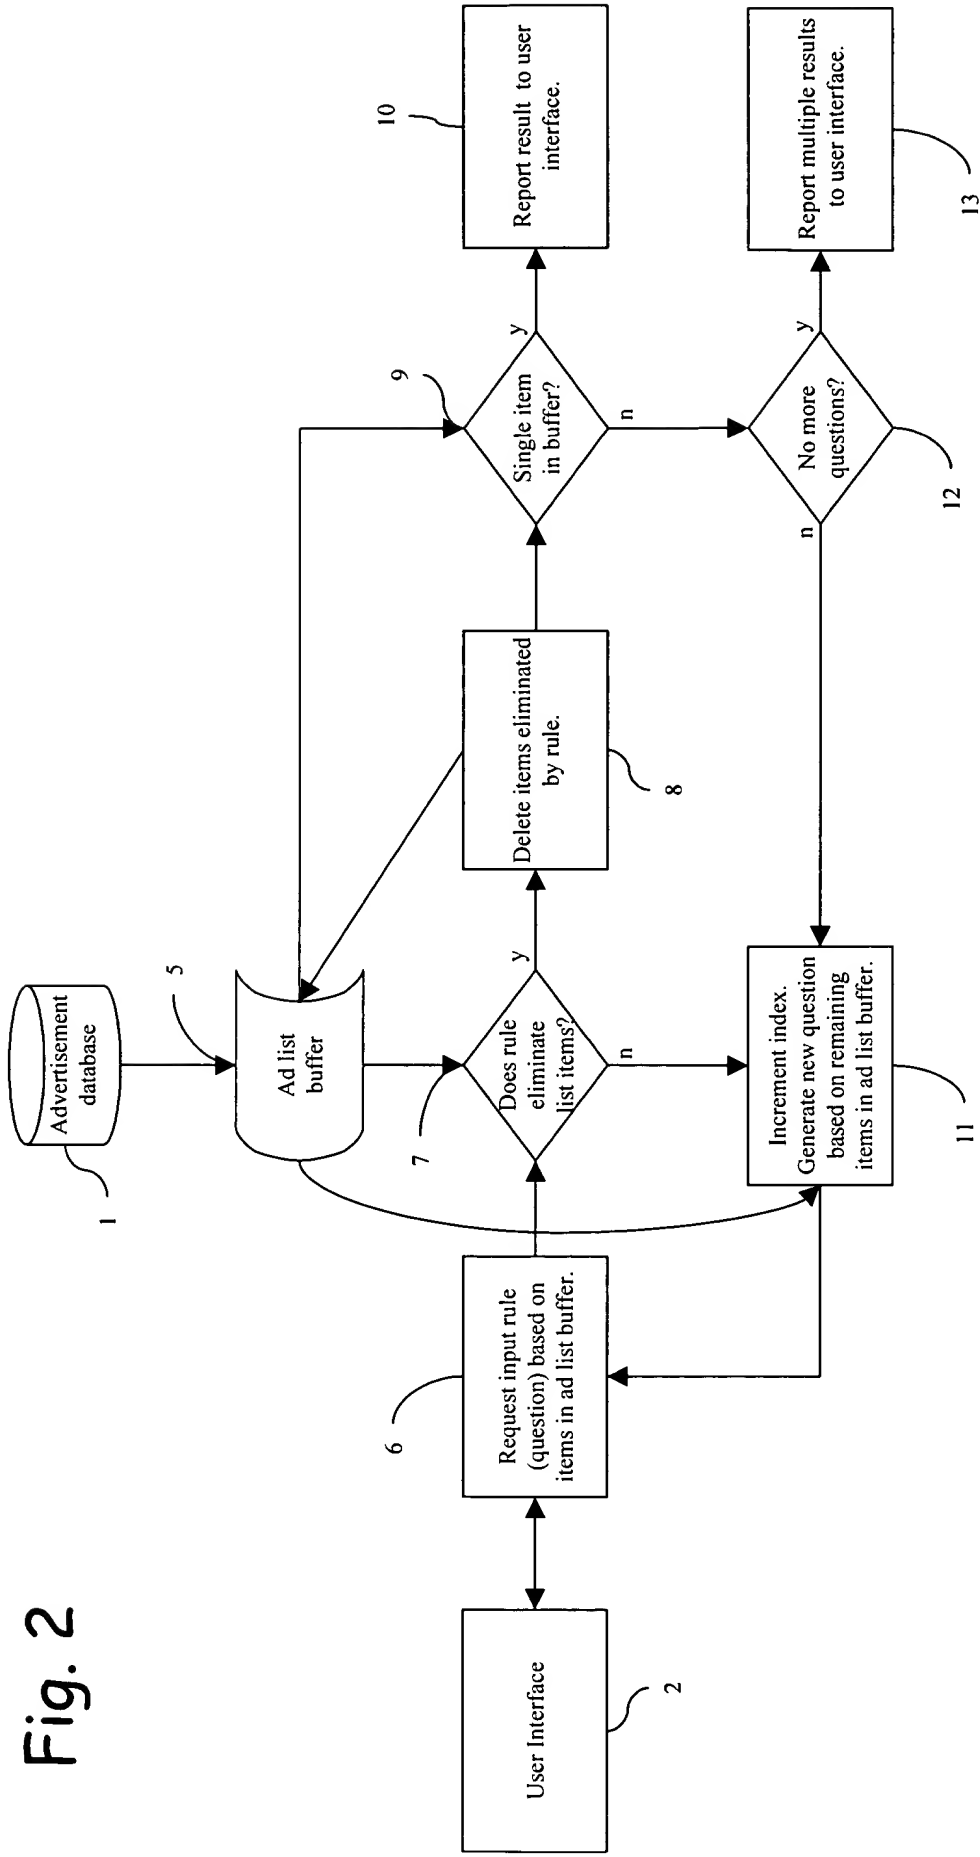 Fig. 2
Advertisement
database
1
5
Ad list
buffer
User Interface
2
6
Request input rule
(question) based on
items in ad list buffer.
7
Does rule
eliminate
list items?
y
n
Delete items eliminated
by rule.
8
9
Single item
in buffer?
y
n
10
Report result to user
interface.
Increment index.
Generate new question
based on remaining
items in ad list buffer.
11
n
No more
questions?
y
12
Report multiple results
to user interface.
13